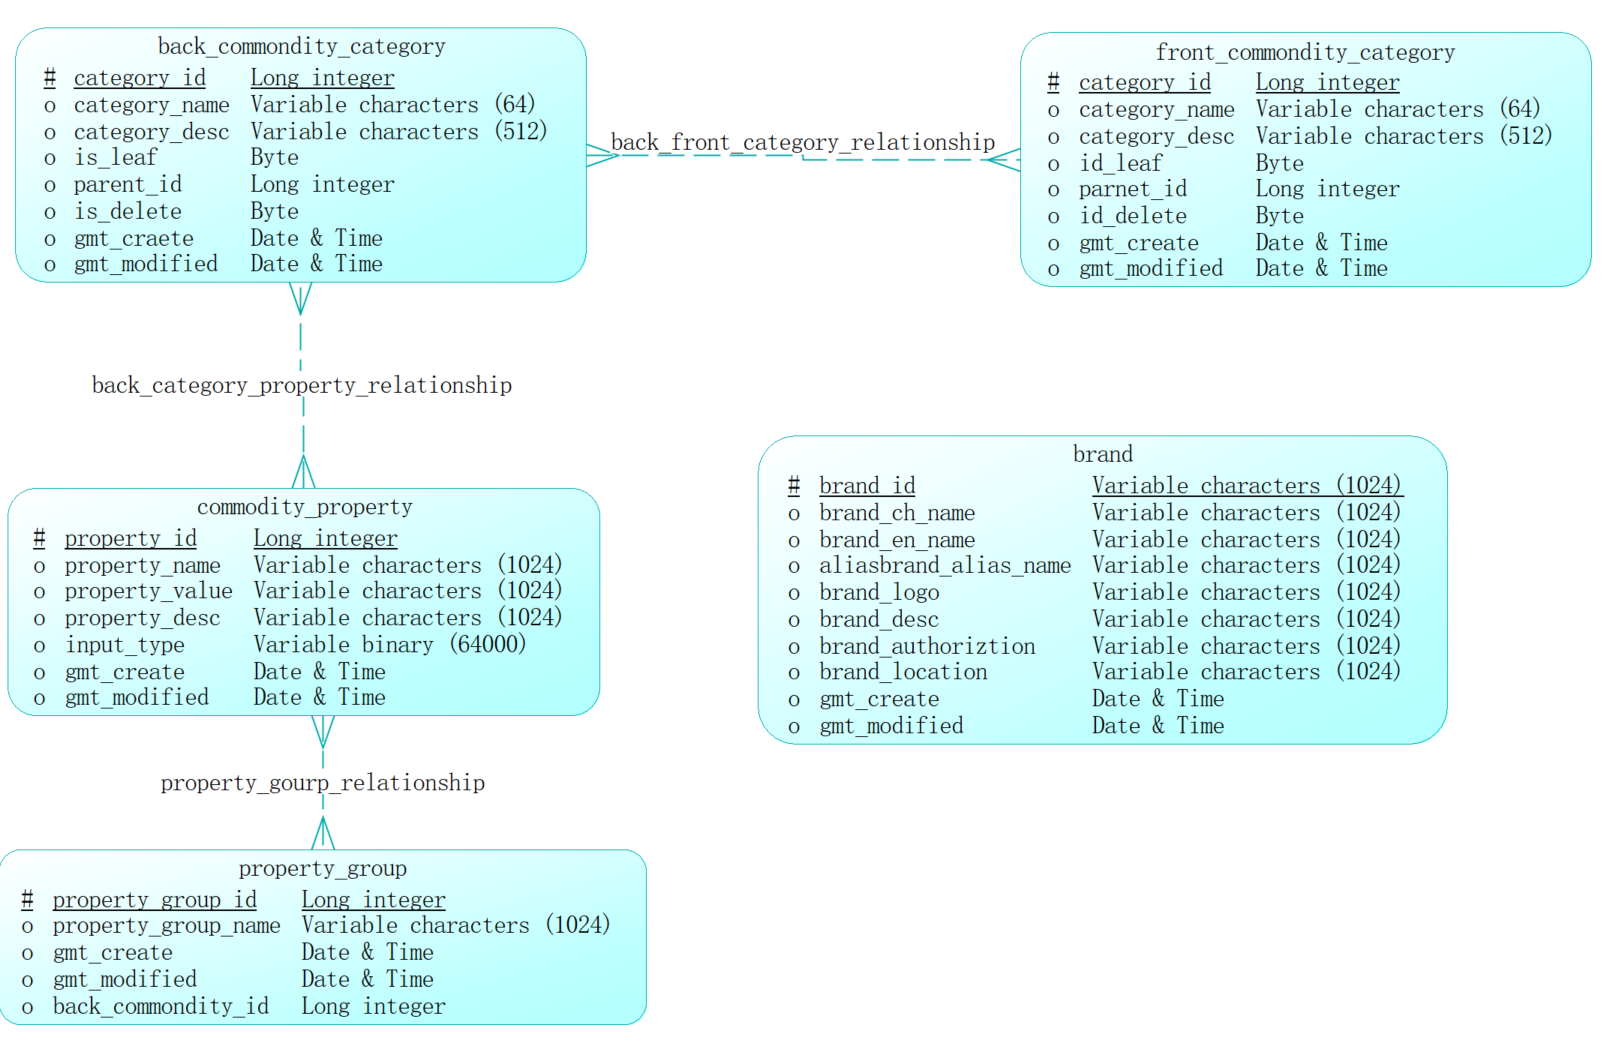 back_commondity_category
# category_id Long integer
o category_name Variable characters (64)
o category_desc Variable characters (512)
o is_leaf Byte
o parent_id Long integer
o is_delete Byte
o gmt_craete Date & Time
o gmt_modified Date & Time
back_front_category_relationship
front_commondity_category
# category_id Long integer
o category_name Variable characters (64)
o category_desc Variable characters (512)
o id_leaf Byte
o parnet_id Long integer
o id_delete Byte
o gmt_create Date & Time
o gmt_modified Date & Time
back_category_property_relationship
commodity_property
# property_id Long integer
o property_name Variable characters (1024)
o property_value Variable characters (1024)
o property_desc Variable characters (1024)
o input_type Variable binary (64000)
o gmt_create Date & Time
o gmt_modified Date & Time
brand
# brand_id Variable characters (1024)
o brand_ch_name Variable characters (1024)
o brand_en_name Variable characters (1024)
o aliasbrand_alias_name Variable characters (1024)
o brand_logo Variable characters (1024)
o brand_desc Variable characters (1024)
o brand_authoriztion Variable characters (1024)
o brand_location Variable characters (1024)
o gmt_create Date & Time
o gmt_modified Date & Time
property_gourp_relationship
property_group
# property_group_id Long integer
o property_group_name Variable characters (1024)
o gmt_create Date & Time
o gmt_modified Date & Time
o back_commondity_id Long integer